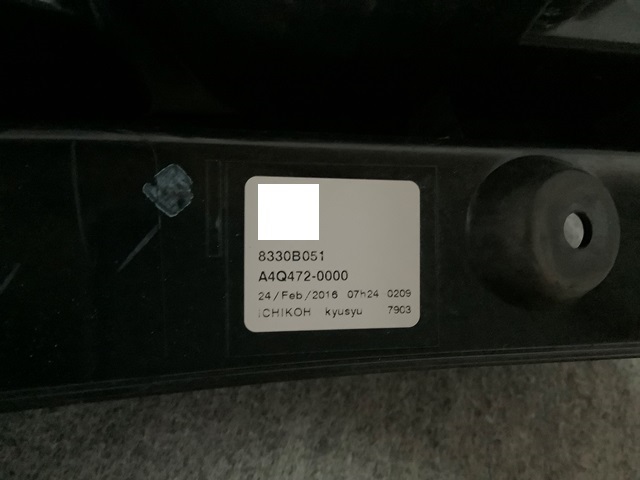 8330B051
A4Q472-0000
24/Feb/2016 07h24 0209
ICHIKOH kyusyu 7903